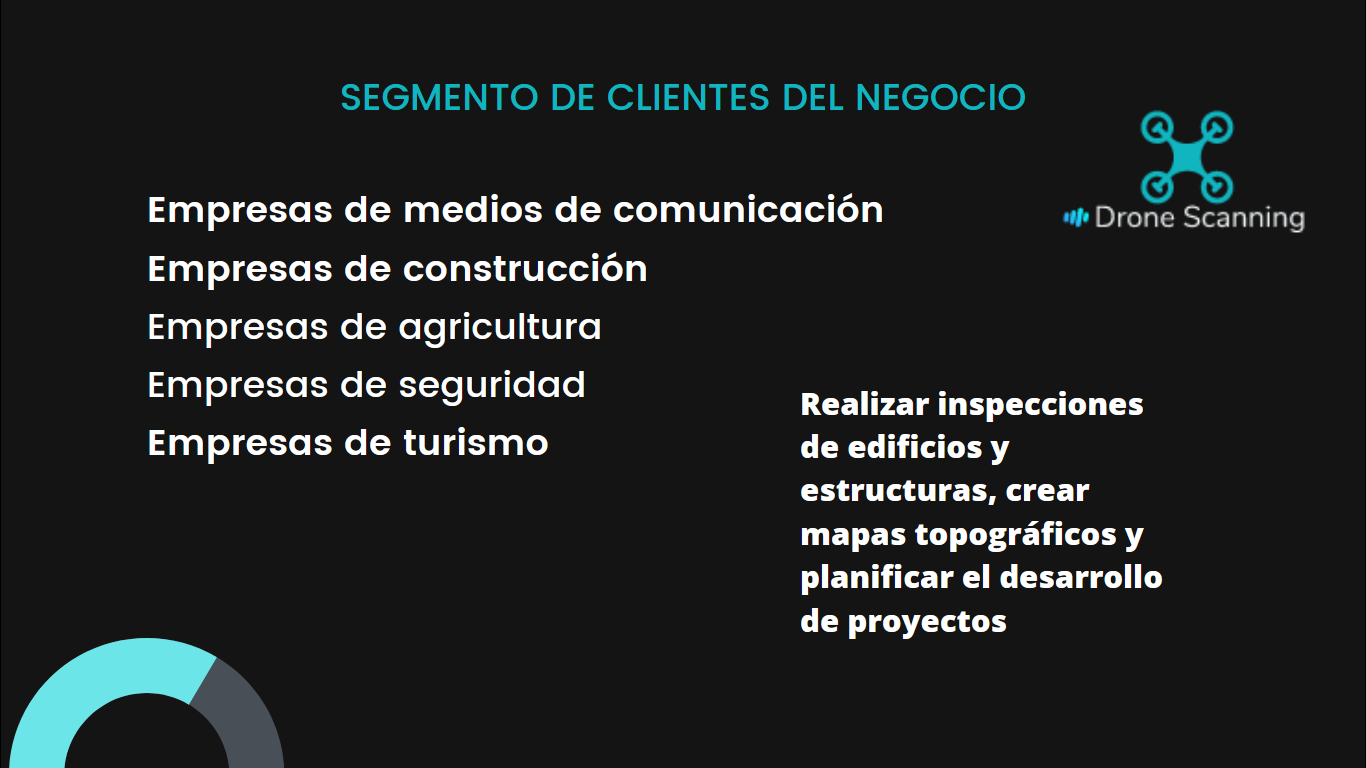 SEGMENTO DE CLIENTES DEL NEGOCIO
Drone Scanning
Empresas de medios de comunicación
Empresas de construcción
Empresas de agricultura
Empresas de seguridad
Empresas de turismo
Realizar inspecciones
de edificios y
estructuras, crear
mapas topográficos y
planificar el desarrollo
de proyectos